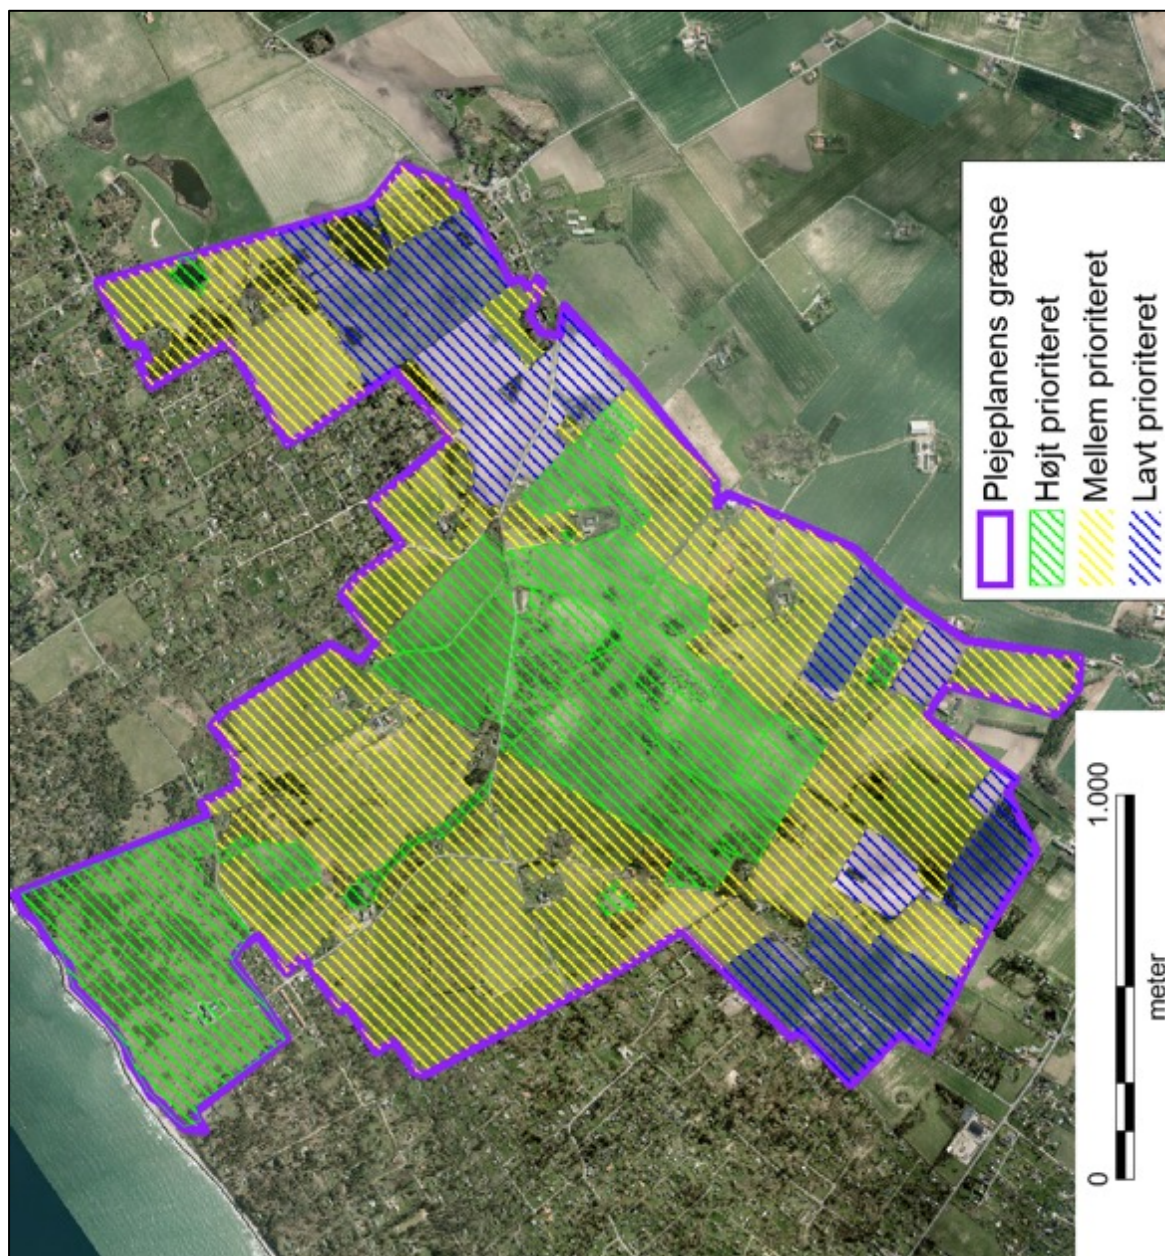 Plejeplanens grænse
Højt prioriteret
Mellem prioriteret
Lavt prioriteret
0 1.000
meter